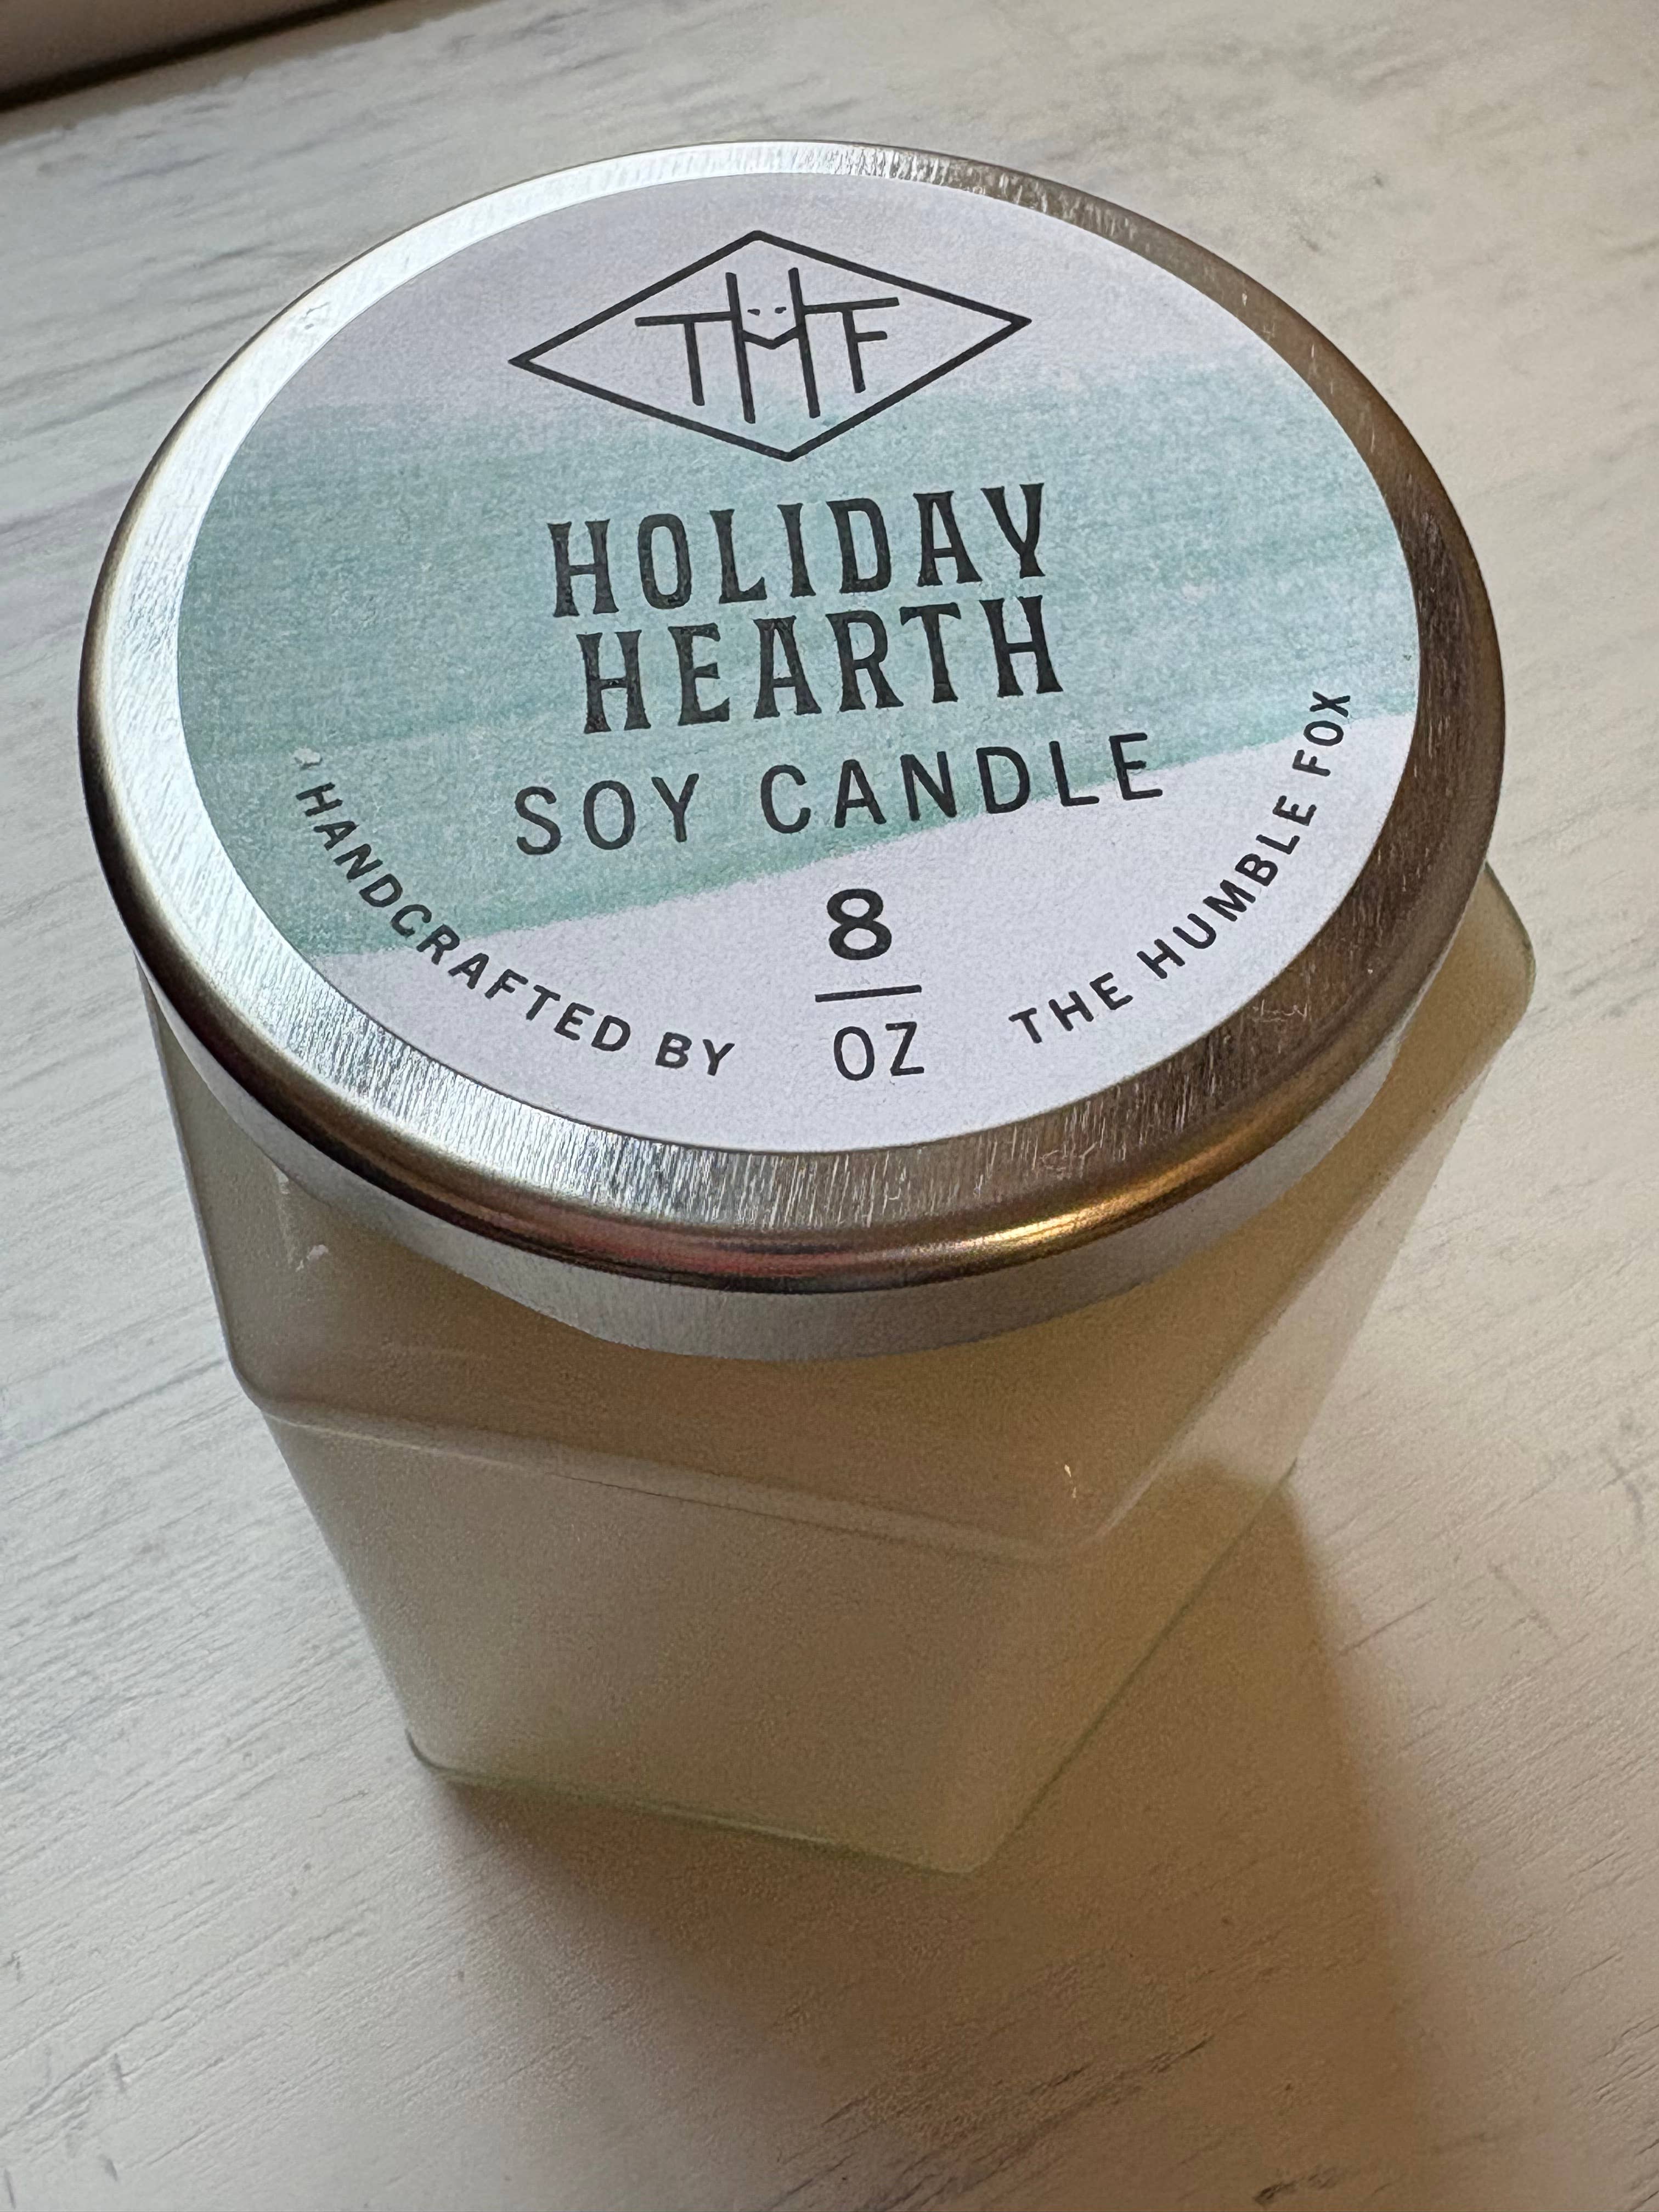 THF
HOLIDAY
HEARTH
SOY CANDLE
8
OZ
HANDCRAFTED BY
THE HUMBLE FOX